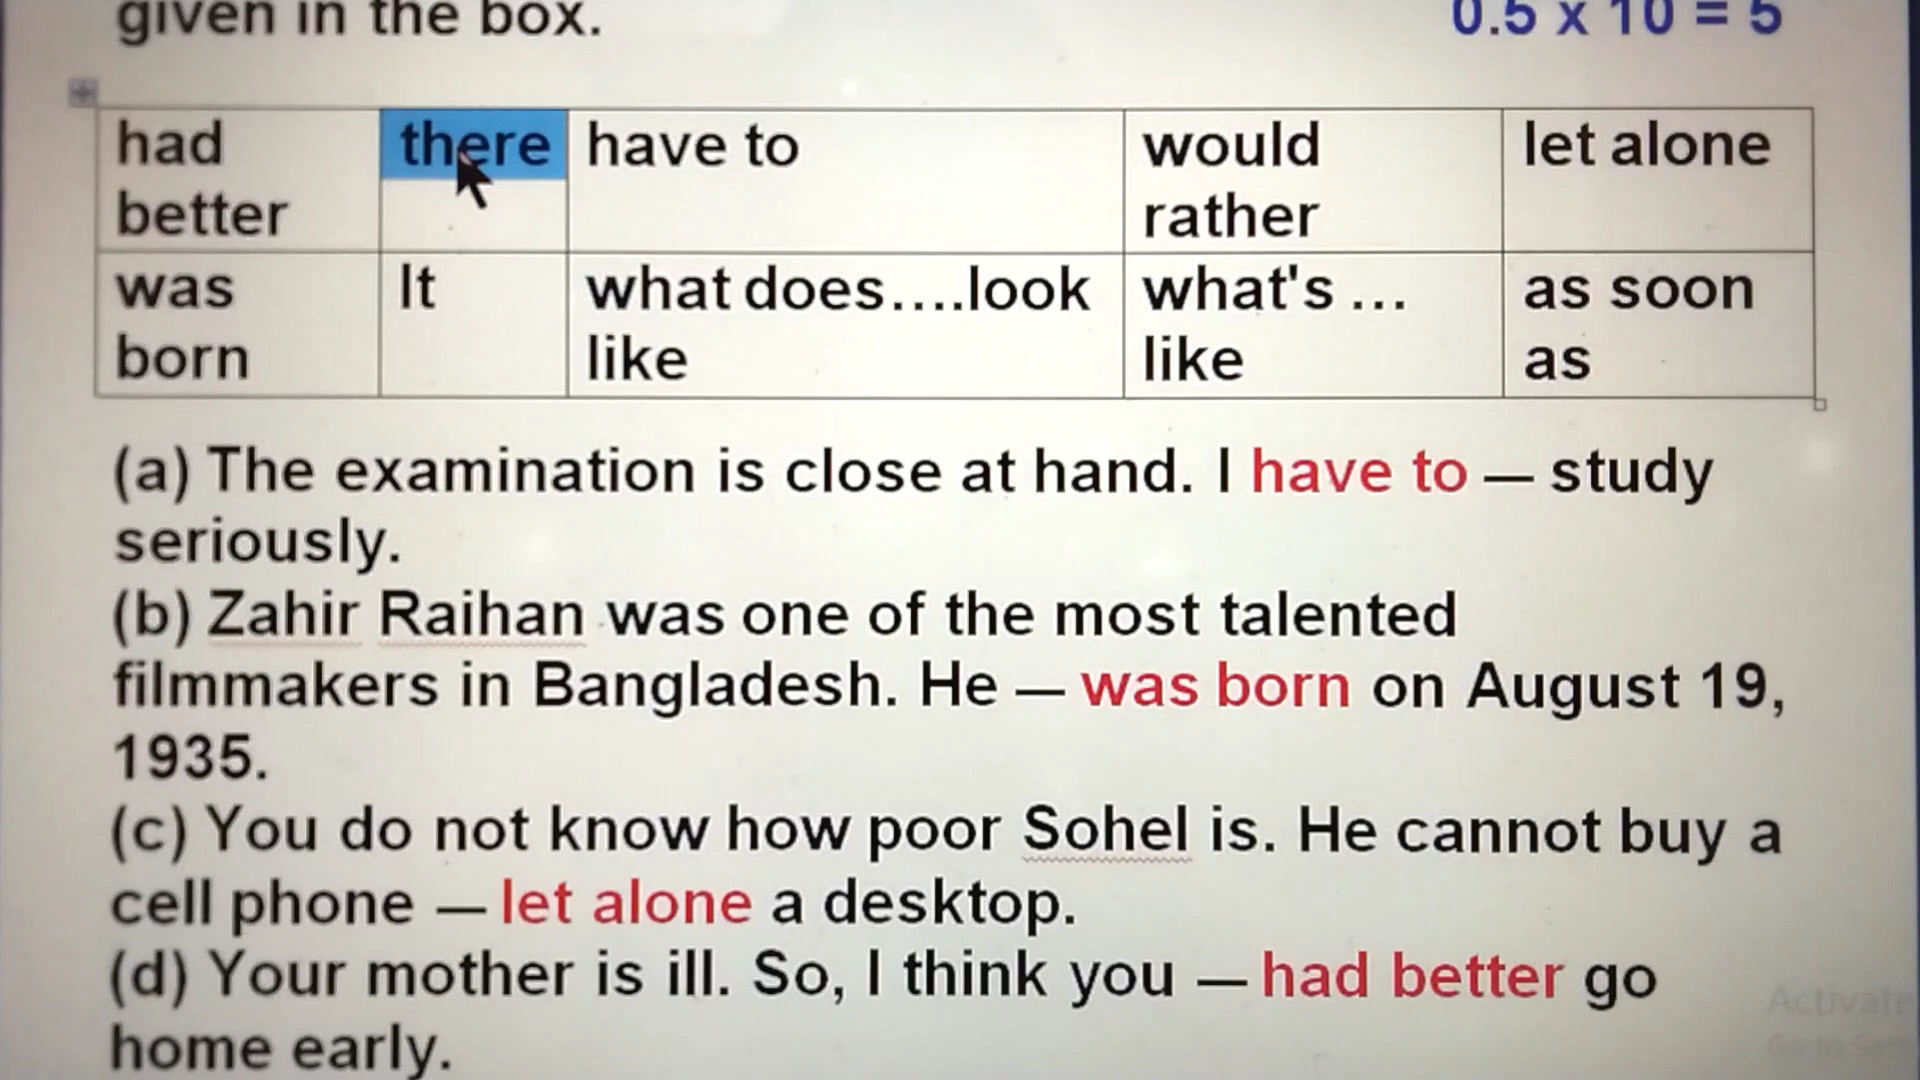 given in the box. 0.5 x 10 = 5
had better there have to would rather let alone
was born It what does....look like what's ... like as soon as
(a) The examination is close at hand. I have to — study
seriously.
(b) Zahir Raihan was one of the most talented
filmmakers in Bangladesh. He — was born on August 19,
1935.
(c) You do not know how poor Sohel is. He cannot buy a
cell phone — let alone a desktop.
(d) Your mother is ill. So, I think you — had better go
home early.
Activate
Go to Sett